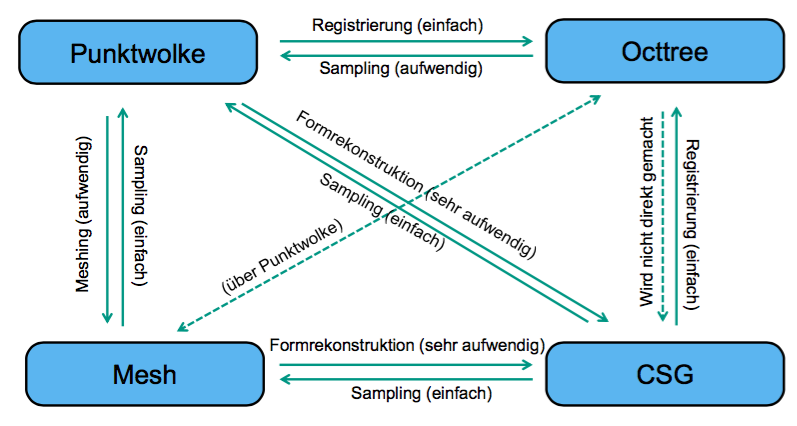 Registrierung (einfach)
Punktwolke
Octtree
Sampling (aufwendig)
Formrekonstruktion (sehr aufwendig)
Sampling (einfach)
(über Punktwolke)
Meshing (aufwendig)
Sampling (einfach)
Wird nicht direkt gemacht
Registrierung (einfach)
Formrekonstruktion (sehr aufwendig)
Mesh
CSG
Sampling (einfach)